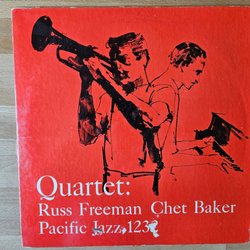 Quartet:
Russ Freeman Chet Baker
Pacific Jazz, 1232